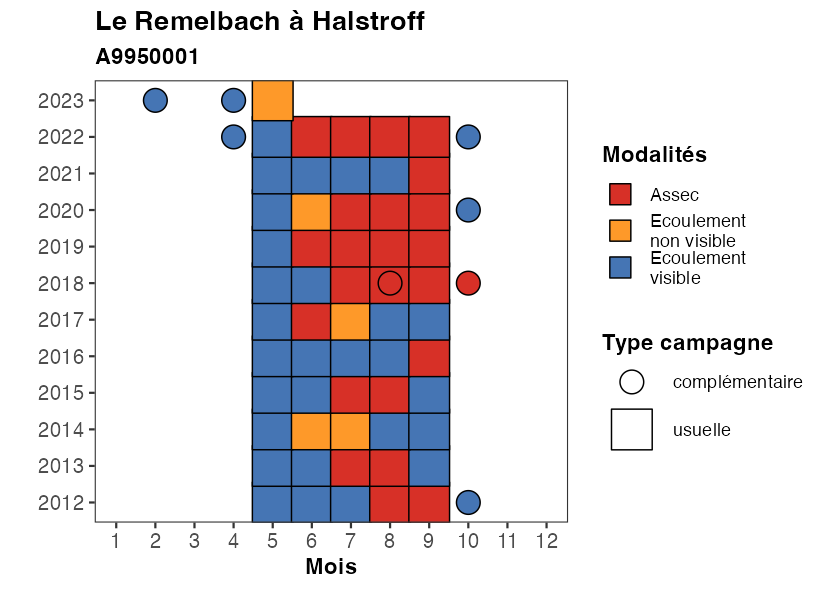 Le Remelbach à Halstroff
A9950001
2023
2022
2021
2020
2019
2018
2017
2016
2015
2014
2013
2012
1 2 3 4 5 6 7 8 9 10 11 12
Mois
Modalités
Assec
Ecoulement
non visible
Ecoulement
visible
Type campagne
complémentaire
usuelle